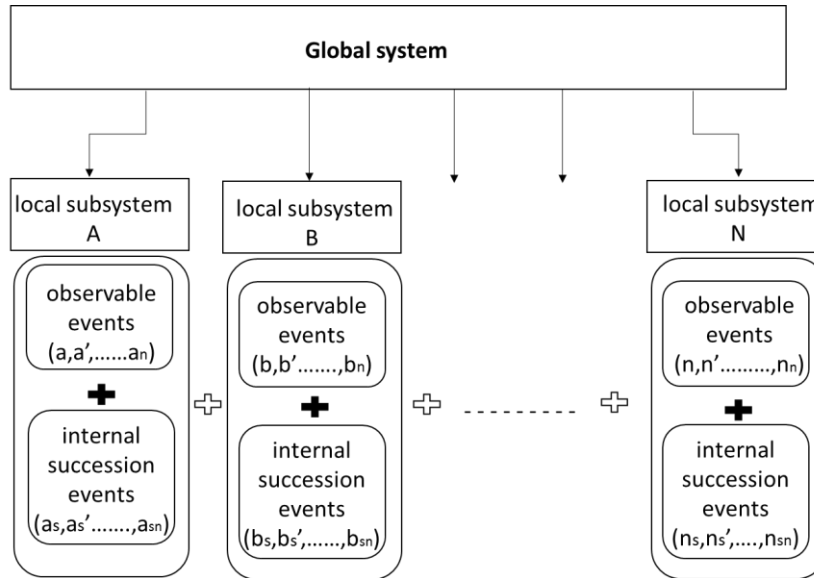 Global system
local subsystem
A
local subsystem
B
local subsystem
N
observable
events
(a,a’,......an)
internal
succession
events
(as,as’.......,asn)
observable
events
(b,b’.......,bn)
internal
succession
events
(bs,bs’,......,bsn)
observable
events
(n,n’.........,nn)
internal
succession
events
(ns,ns’,....,nsn)